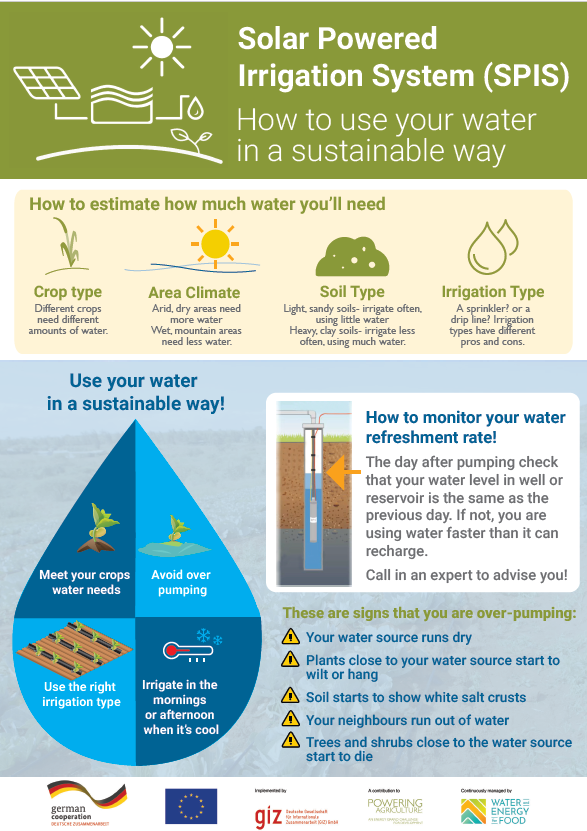 Solar Powered
Irrigation System (SPIS)
How to use your water
in a sustainable way
How to estimate how much water you'll need
Crop type
Different crops
need different
amounts of water.
Area Climate
Arid, dry areas need
more water
Wet, mountain areas
need less water.
Soil Type
Light, sandy soils- irrigate often,
using little water
Heavy, clay soils- irrigate less
often, using much water.
Irrigation Type
A sprinkler? or a
drip line? Irrigation
types have different
pros and cons.
Use your water
in a sustainable way!
Meet your crops
water needs
Avoid over
pumping
Use the right
irrigation type
Irrigate in the
mornings
or afternoon
when it's cool
How to monitor your water
refreshment rate!
The day after pumping check
that your water level in well or
reservoir is the same as the
previous day. If not, you are
using water faster than it can
recharge.
Call in an expert to advise you!
These are signs that you are over-pumping:
Your water source runs dry
Plants close to your water source start to
wilt or hang
Soil starts to show white salt crusts
Your neighbours run out of water
Trees and shrubs close to the water source
start to die
german
cooperation
DEUTSCHE ZUSAMMENARBEIT
Implemented by
giz
Deutsche Gesellschaft
für Internationale
Zusammenarbeit (GIZ) GmbH
A contribution to
POWERING
AGRICULTURE
Continuously managed by
WATER and
ENERGY
for FOOD